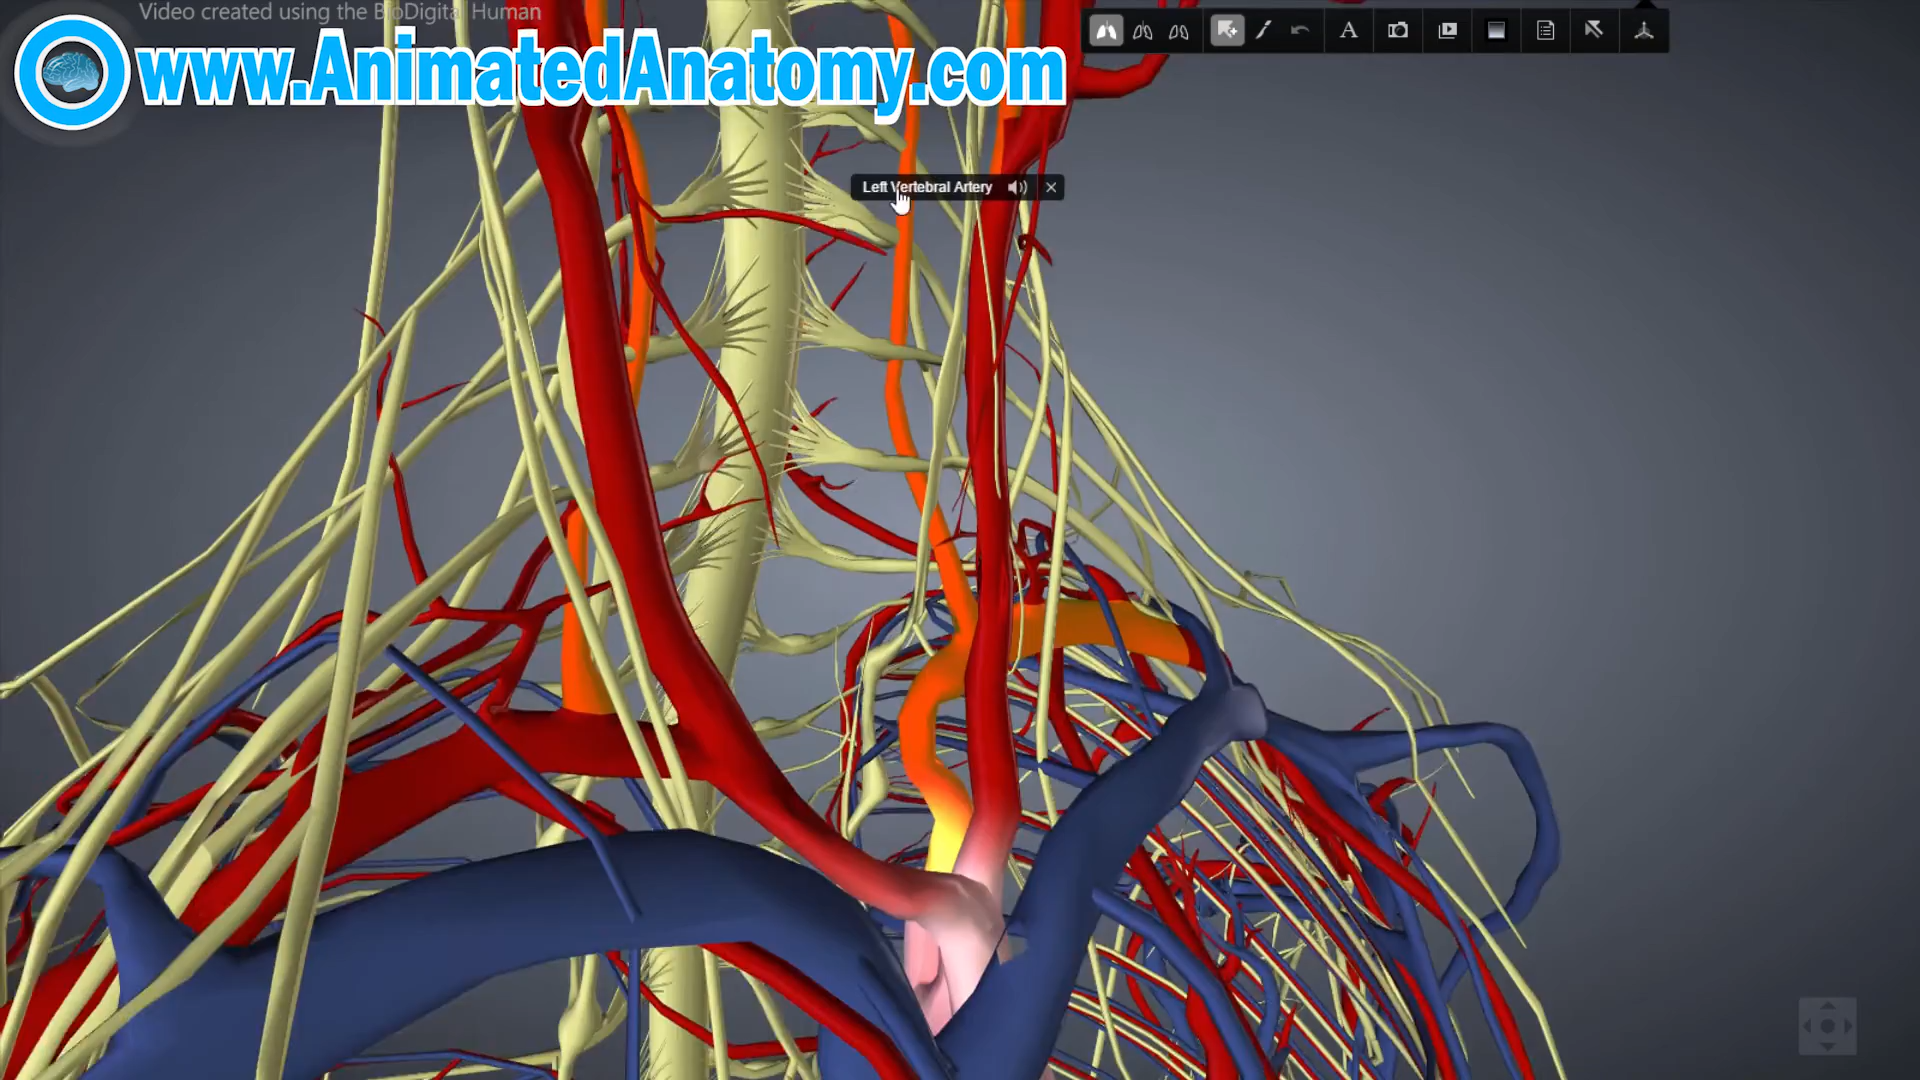 Video created using the BioDigital Human
www.AnimatedAnatomy.com
A
Left Vertebral Artery